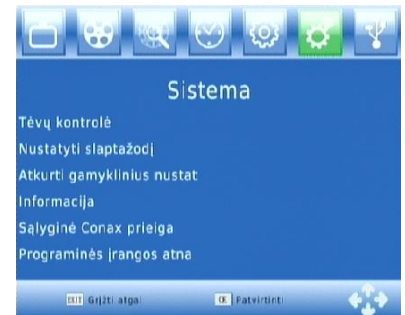 Sistema
Tėvų kontrolė
Nustatyti slaptažodį
Atkurti gamyklinius nustat
Informacija
Sąlyginė Conax prieiga
Programinės įrangos atna
EXIT Grįžti atgal OK Patvirtinti